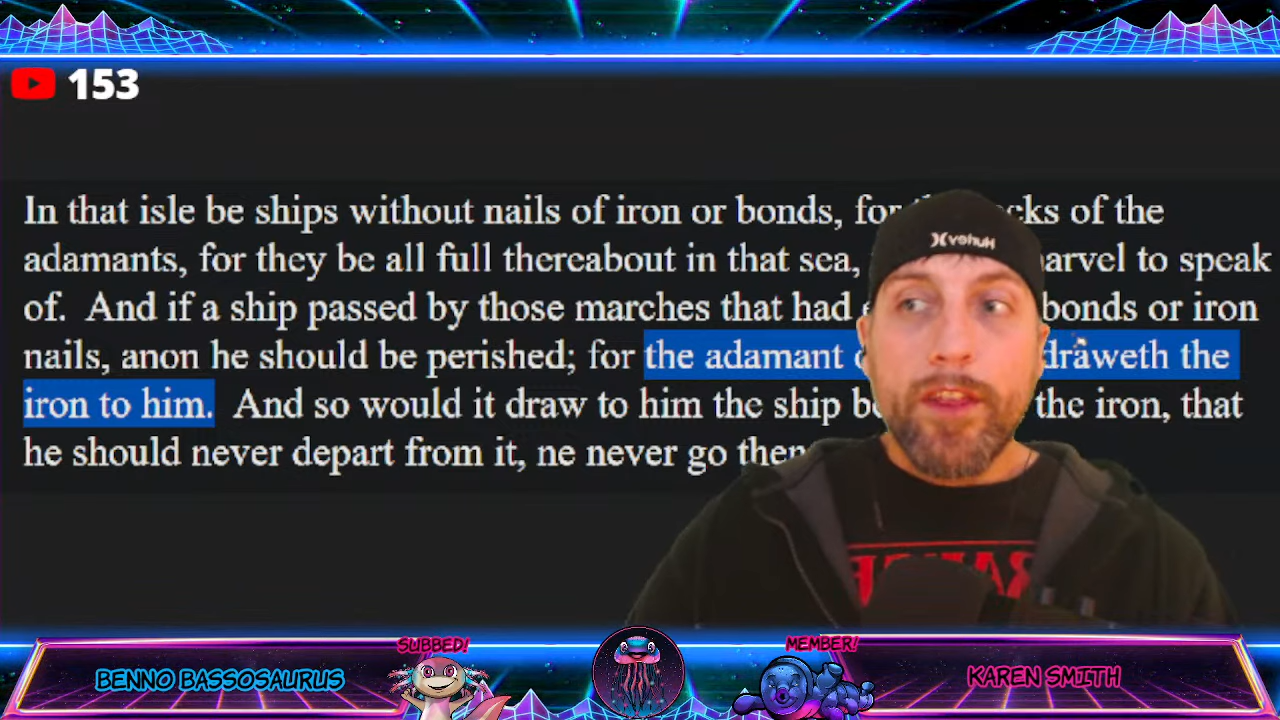 153
In that isle be ships without nails of iron or bonds, for of the
adamants, for they be all full thereabout in that sea, to speak
of. And if a ship passed by those marches that had bonds or iron
nails, anon he should be perished; for the adamant draweth the
iron to him. And so would it draw to him the ship the iron, that
he should never depart from it, ne never go
Hurley
SUBBED!
MEMBER!
BENNO BASSOSAURUS
KAREN SMITH